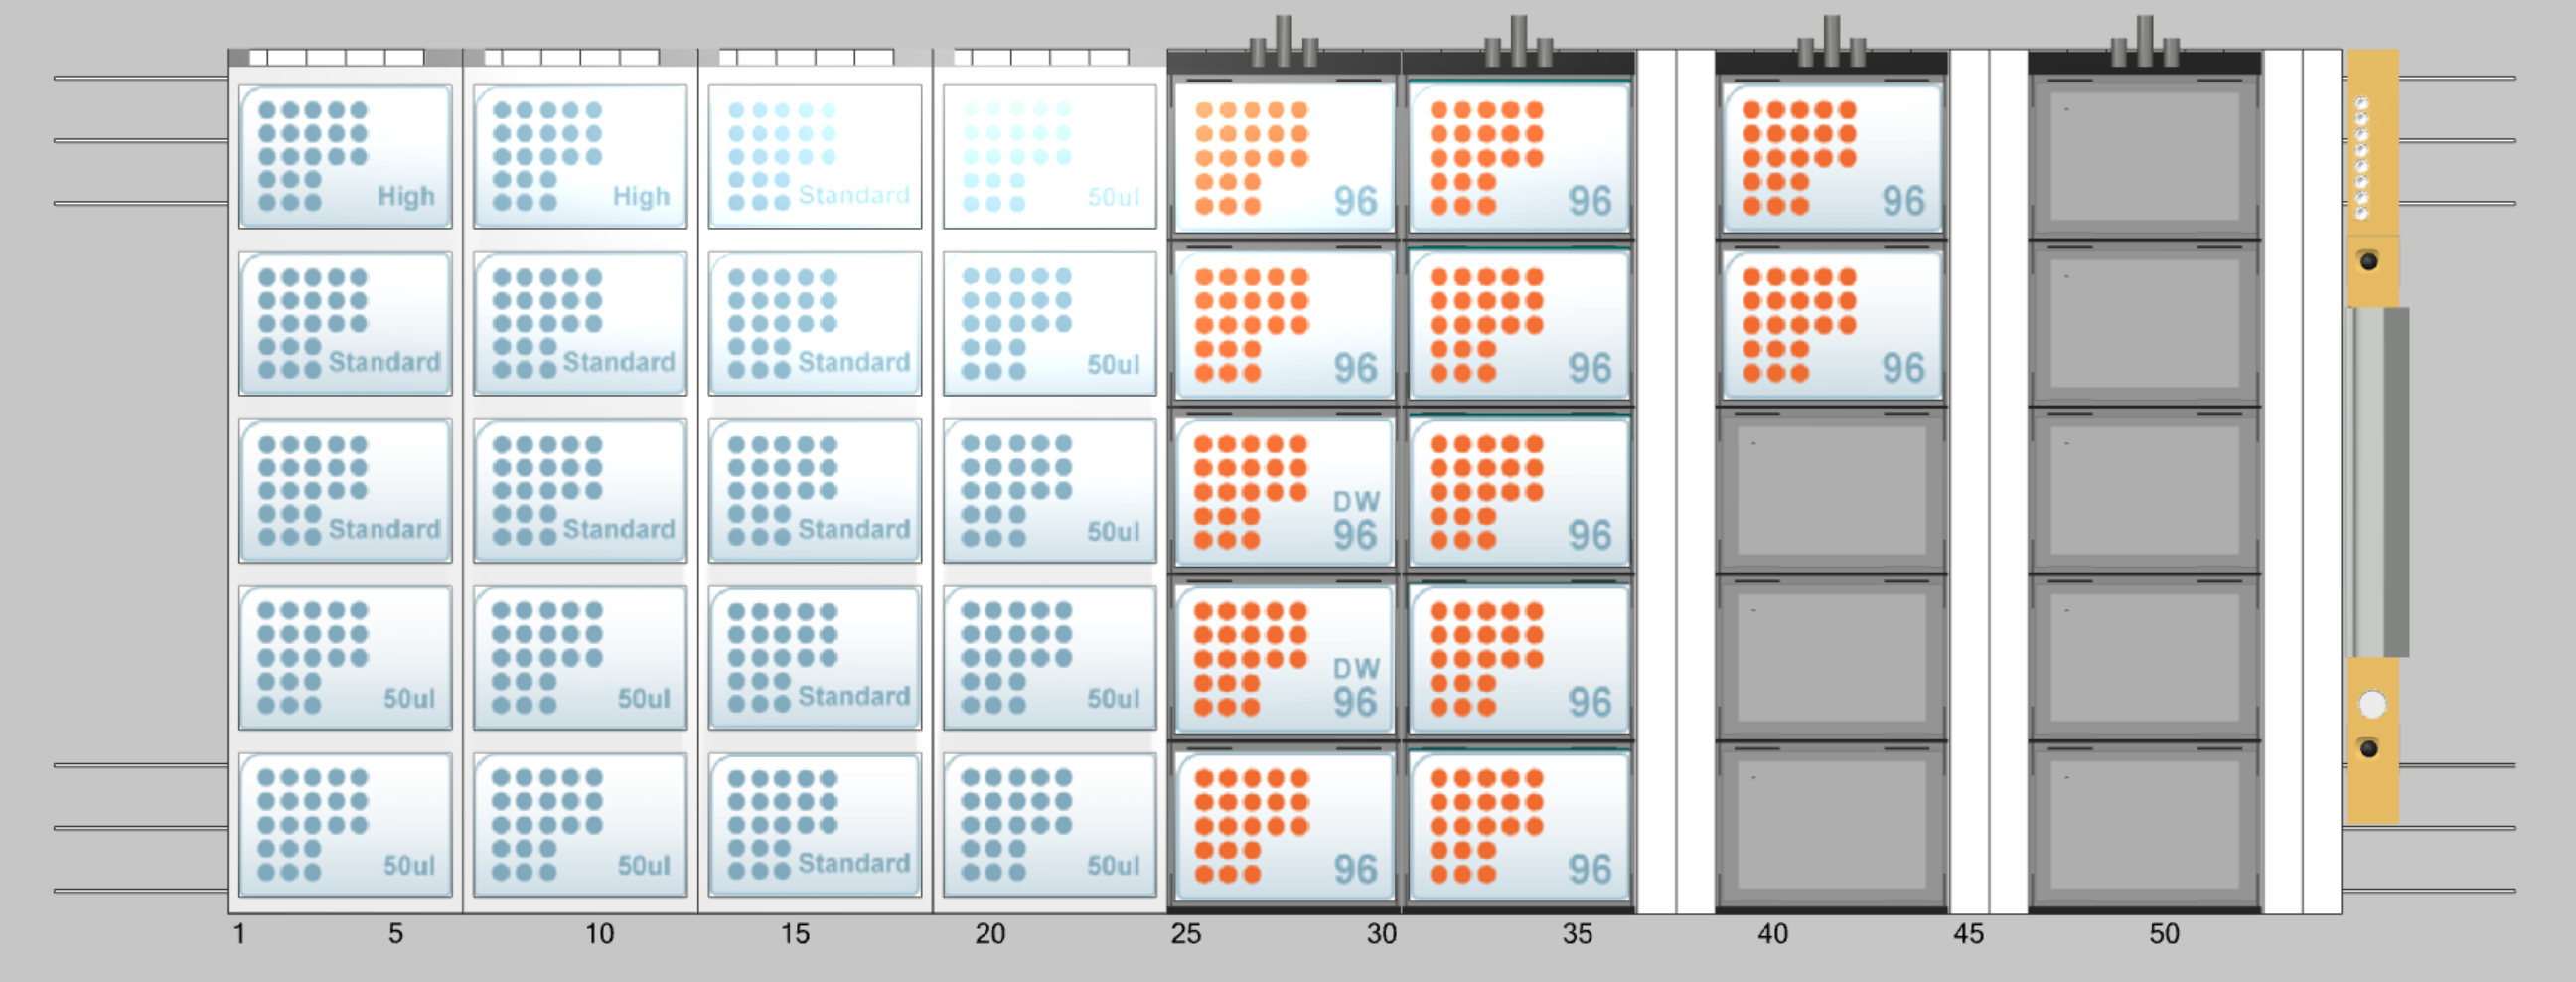 High High Standard 50ul 96 96 96
Standard Standard Standard 50ul 96 96 96
Standard Standard Standard 50ul DW 96 96
50ul 50ul Standard 50ul DW 96 96
50ul 50ul Standard 50ul 96 96
1 5 10 15 20 25 30 35 40 45 50